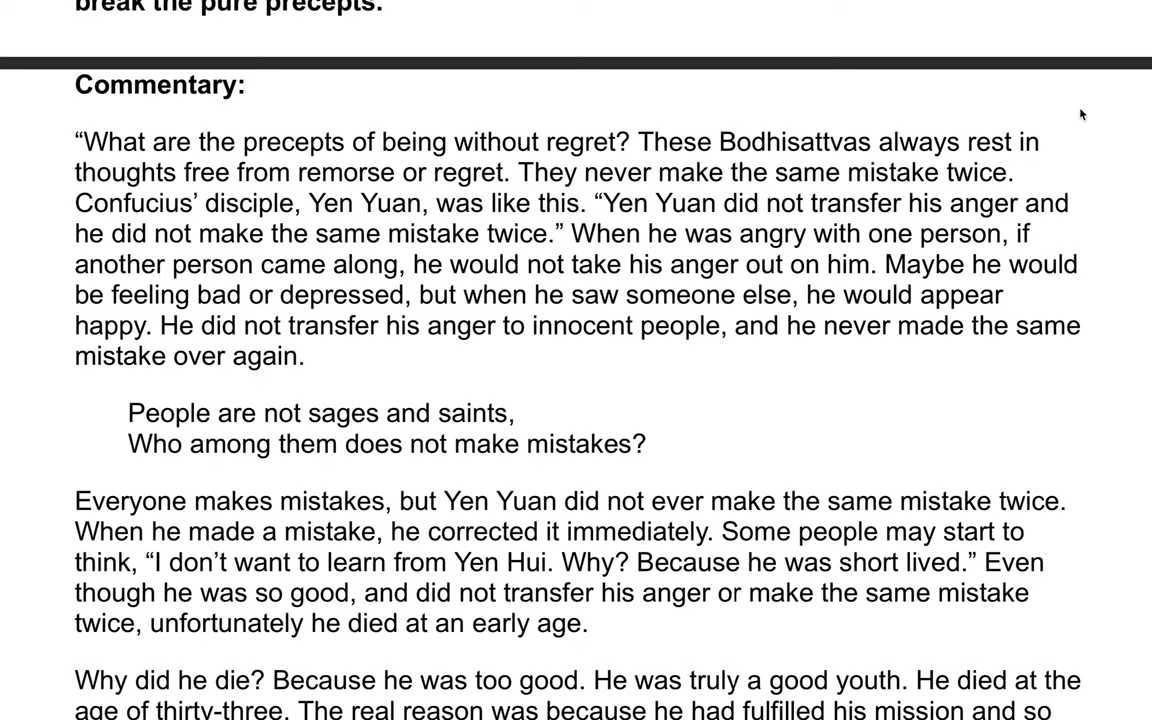 break the pure precepts.
Commentary:
“What are the precepts of being without regret? These Bodhisattvas always rest in
thoughts free from remorse or regret. They never make the same mistake twice.
Confucius’ disciple, Yen Yuan, was like this. “Yen Yuan did not transfer his anger and
he did not make the same mistake twice.” When he was angry with one person, if
another person came along, he would not take his anger out on him. Maybe he would
be feeling bad or depressed, but when he saw someone else, he would appear
happy. He did not transfer his anger to innocent people, and he never made the same
mistake over again.
People are not sages and saints,
Who among them does not make mistakes?
Everyone makes mistakes, but Yen Yuan did not ever make the same mistake twice.
When he made a mistake, he corrected it immediately. Some people may start to
think, “I don’t want to learn from Yen Hui. Why? Because he was short lived.” Even
though he was so good, and did not transfer his anger or make the same mistake
twice, unfortunately he died at an early age.
Why did he die? Because he was too good. He was truly a good youth. He died at the
age of thirty-three. The real reason was because he had fulfilled his mission and so